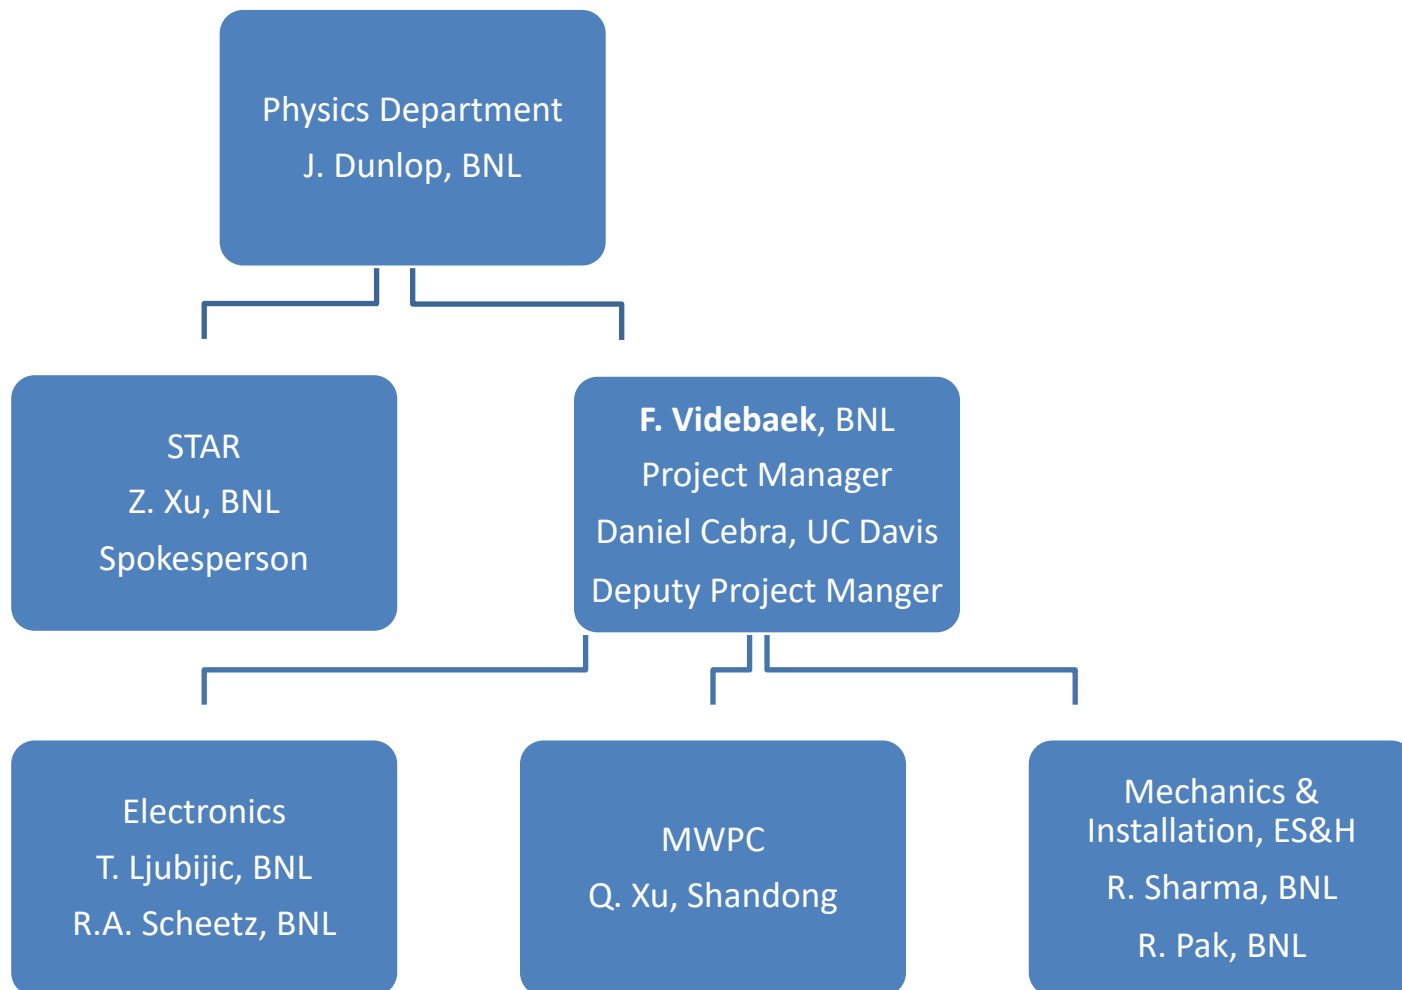 Physics Department
J. Dunlop, BNL
STAR
Z. Xu, BNL
Spokesperson
F. Videbaek, BNL
Project Manager
Daniel Cebra, UC Davis
Deputy Project Manger
Electronics
T. Ljubijic, BNL
R.A. Scheetz, BNL
MWPC
Q. Xu, Shandong
Mechanics &
Installation, ES&H
R. Sharma, BNL
R. Pak, BNL